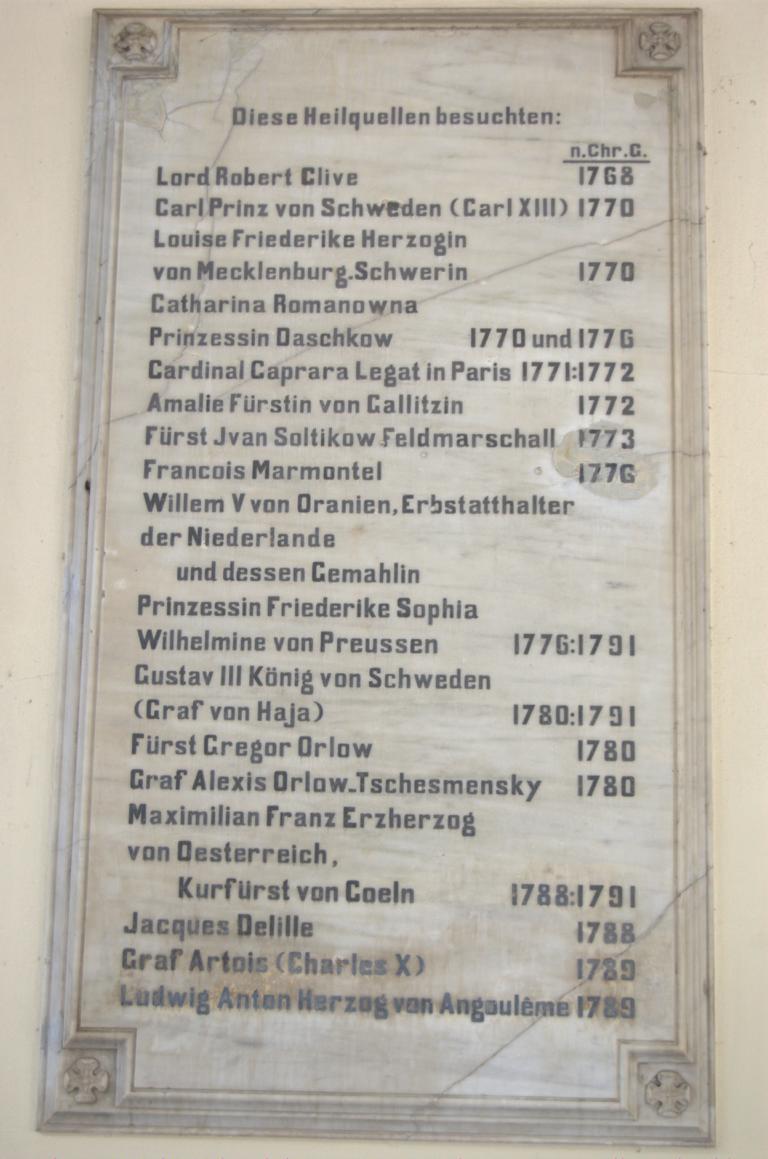 Diese Heilquellen besuchten:
n.Chr.G.
Lord Robert Clive 1768
Carl Prinz von Schweden (Carl XIII) 1770
Louise Friederike Herzogin
von Mecklenburg-Schwerin 1770
Catharina Romanowna
Prinzessin Daschkow 1770 und 1776
Cardinal Caprara Legat in Paris 1771:1772
Amalie Fürstin von Gallitzin 1772
Fürst Jvan Soltikow Feldmarschall 1773
Francois Marmontel 1776
Willem V von Oranien, Erbstatthalter
der Niederlande
und dessen Gemahlin
Prinzessin Friederike Sophia
Wilhelmine von Preussen 1776:1791
Gustav III König von Schweden
(Graf von Haja) 1780:1791
Fürst Gregor Orlow 1780
Graf Alexis Orlow-Tschesmensky 1780
Maximilian Franz Erzherzog
von Oesterreich,
Kurfürst von Coeln 1788:1791
Jacques Delille 1788
Graf Artois (Charles X) 1789
Ludwig Anton Herzog von Angoulême 1789